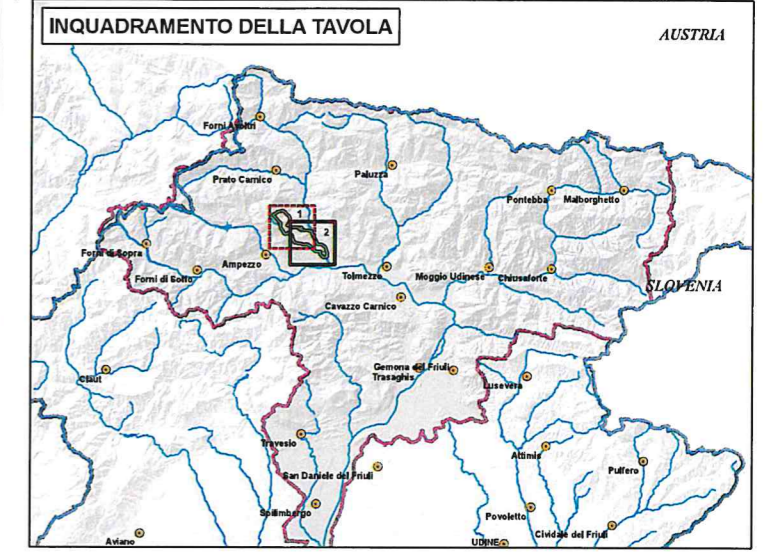 INQUADRAMENTO DELLA TAVOLA
AUSTRIA
Forni Avoltri
Prato Carnico
Paluzza
Pontebba
Malborghetto
1
2
Forni di Sopra
Forni di Sotto
Ampezzo
Tolmezzo
Moggio Udinese
Chiusaforte
SLOVENIA
Cavazzo Carnico
Claut
Gemona del Friuli
Trasaghis
Lusevera
Travesio
Attimis
Pulfero
San Daniele del Friuli
Spilimbergo
Povoletto
Cividale del Friuli
Aviano
UDINE